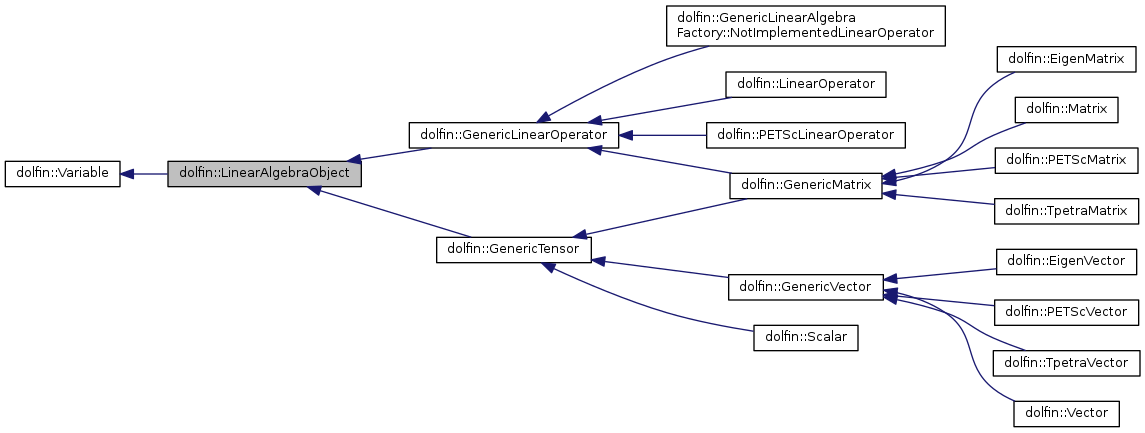 dolfin::Variable
dolfin::LinearAlgebraObject
dolfin::GenericLinearOperator
dolfin::GenericTensor
dolfin::GenericLinearAlgebra
Factory::NotImplementedLinearOperator
dolfin::LinearOperator
dolfin::PETScLinearOperator
dolfin::GenericMatrix
dolfin::GenericVector
dolfin::Scalar
dolfin::EigenMatrix
dolfin::Matrix
dolfin::PETScMatrix
dolfin::TpetraMatrix
dolfin::EigenVector
dolfin::PETScVector
dolfin::TpetraVector
dolfin::Vector